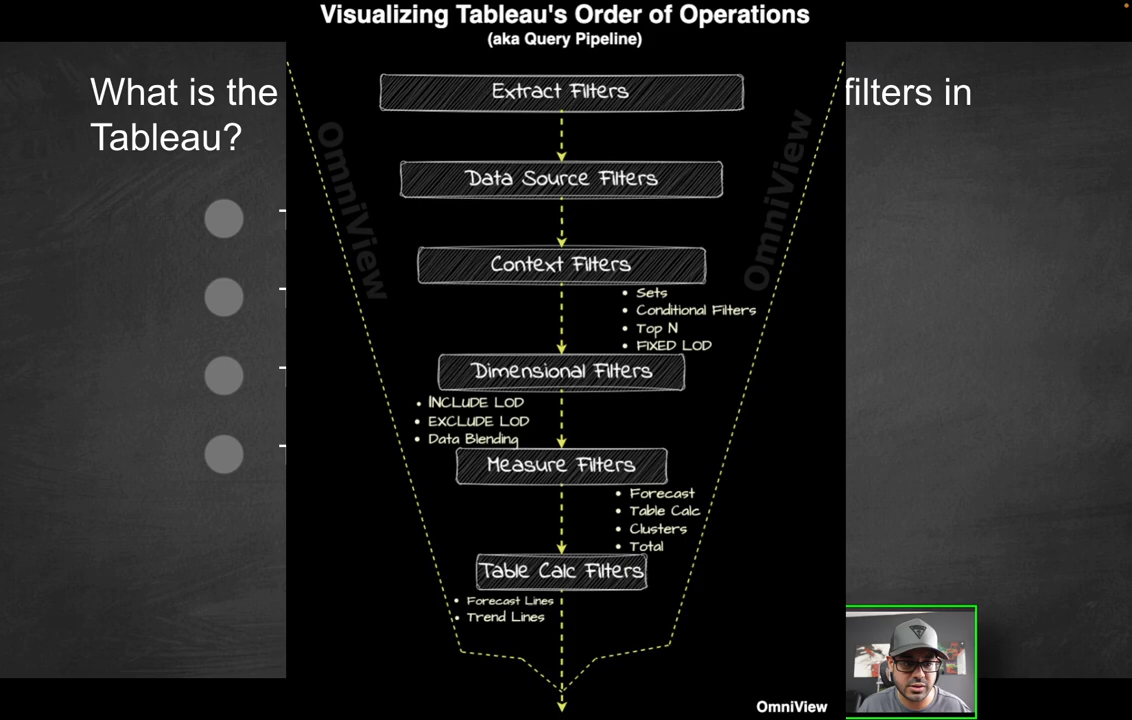 Visualizing Tableau's Order of Operations
(aka Query Pipeline)
What is the
filters in
Tableau?
Extract Filters
OmniView
OmniView
Data Source Filters
Context Filters
• Sets
• Conditional Filters
• Top N
• FIXED LOD
Dimensional Filters
• INCLUDE LOD
• EXCLUDE LOD
• Data Blending
Measure Filters
• Forecast
• Table Calc
• Clusters
• Total
Table Calc Filters
• Forecast Lines
• Trend Lines
OmniView